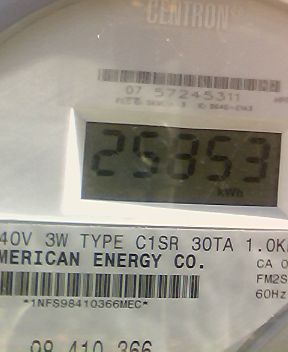 CENTRON®
07 57245311
25353
kWh
40V 3W TYPE C1SR 30TA 1.0K
MERICAN ENERGY CO.
CA 0
FM2S
60Hz
*1NFS98410366MEC*
98 410 366